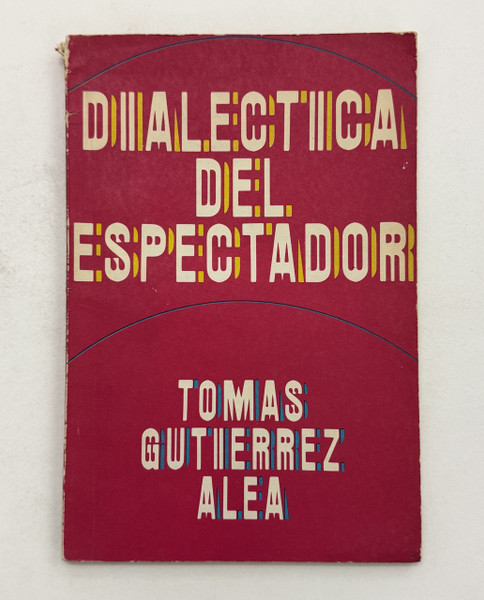 DIALECTICA
DEL
ESPECTADOR
TOMAS
GUTIERREZ
ALEA